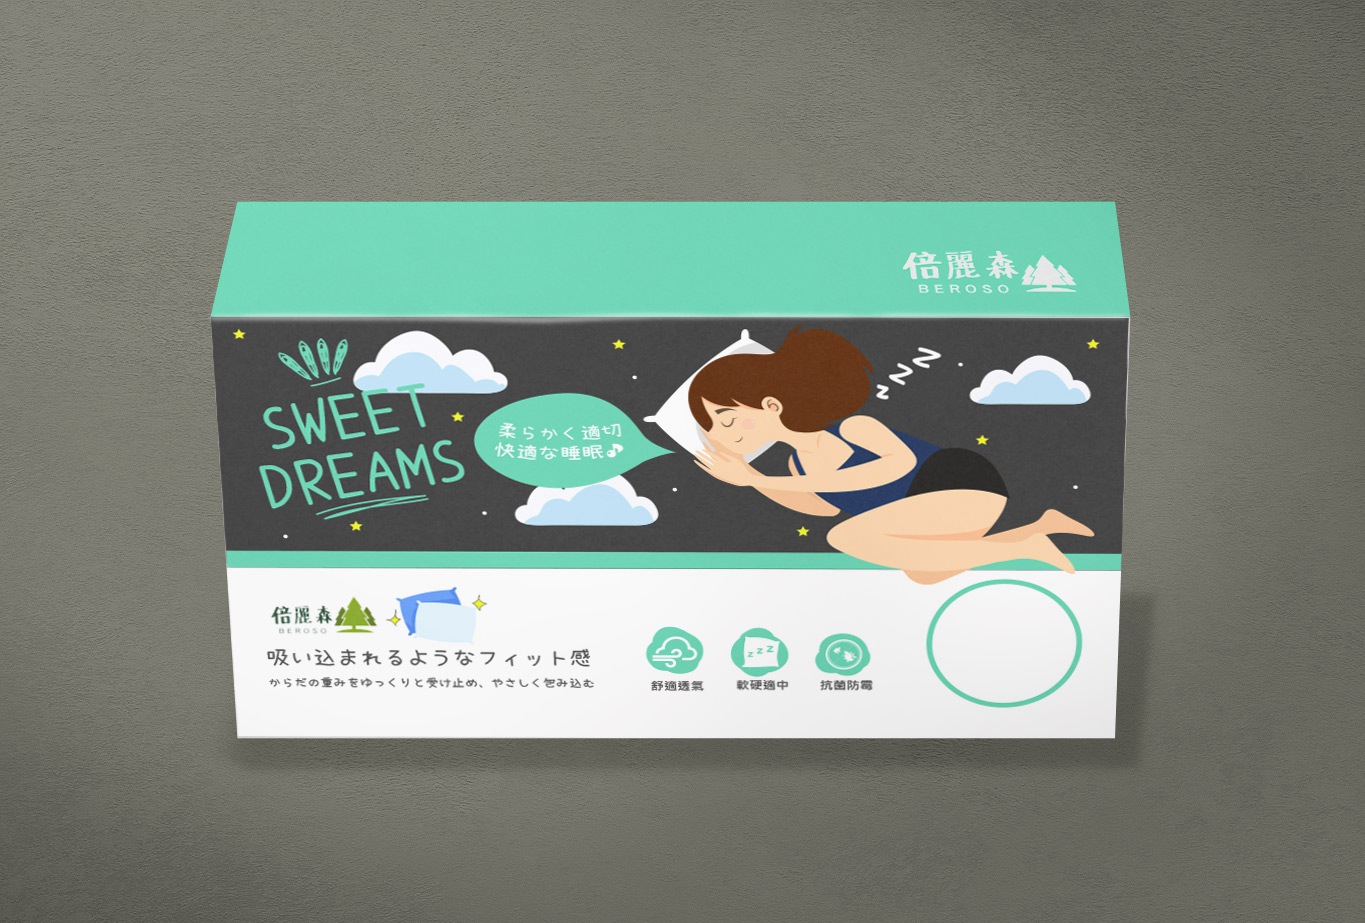 倍麗森
BEROSO
SWEET
DREAMS
柔らかく適切
快適な睡眠♪
zzz
倍麗森
BEROSO
吸い込まれるようなフィット感
からだの重みをゆっくりと受け止め、やさしく包み込む
zzz
舒適透氣
軟硬適中
抗菌防霉